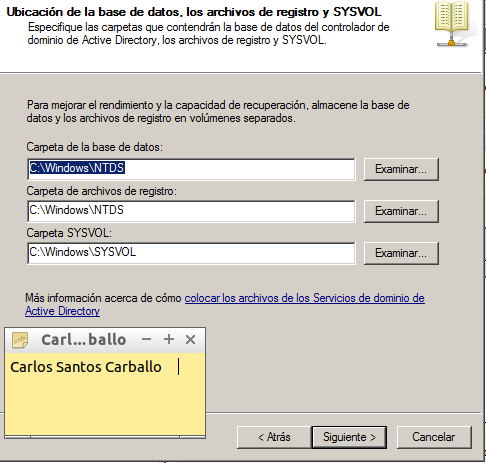 Ubicación de la base de datos, los archivos de registro y SYSVOL
Especifique las carpetas que contendrán la base de datos del controlador de
dominio de Active Directory, los archivos de registro y SYSVOL.
Para mejorar el rendimiento y la capacidad de recuperación, almacene la base de
datos y los archivos de registro en volúmenes separados.
Carpeta de la base de datos:
C:\Windows\NTDS
Examinar...
Carpeta de archivos de registro:
C:\Windows\NTDS
Examinar...
Carpeta SYSVOL:
C:\Windows\SYSVOL
Examinar...
Más información acerca de cómo colocar los archivos de los Servicios de dominio de
Active Directory
Carl...ballo
Carlos Santos Carballo
< Atrás
Siguiente >
Cancelar